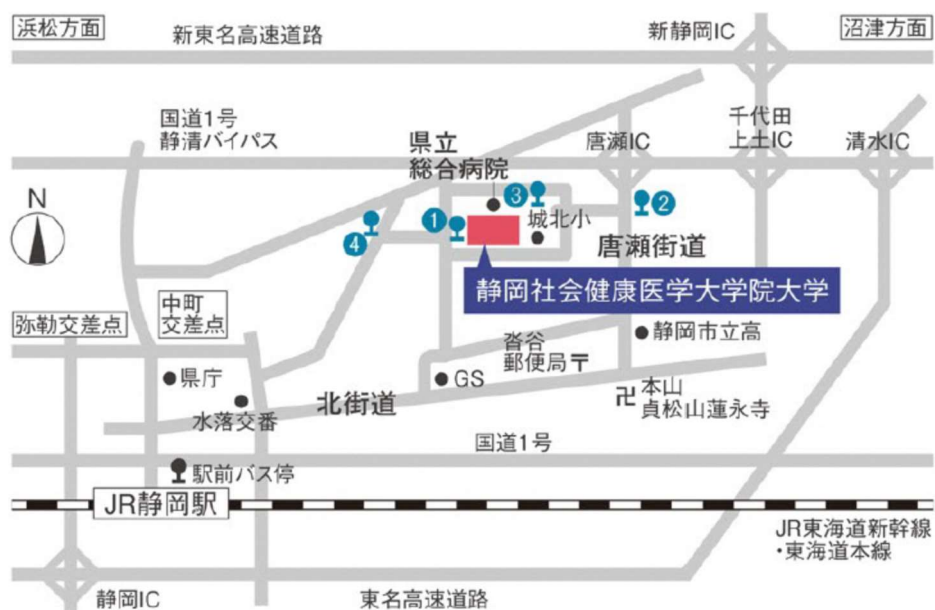 浜松方面
新東名高速道路
新静岡IC
沼津方面
国道1号
静清バイパス
県立
総合病院
唐瀬IC
千代田
上土IC
清水IC
N
1
3
城北小
2
4
唐瀬街道
静岡社会健康医学大学院大学
弥勒交差点
中町
交差点
沓谷
郵便局〒
静岡市立高
県庁
GS
北街道
水落交番
卍本山
貞松山蓮永寺
国道1号
駅前バス停
JR静岡駅
JR東海道新幹線
・東海道本線
静岡IC
東名高速道路